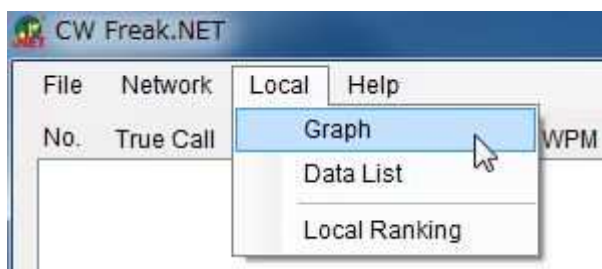 CW Freak.NET
File Network Local Help
Graph
No. True Call WPM
Data List
Local Ranking